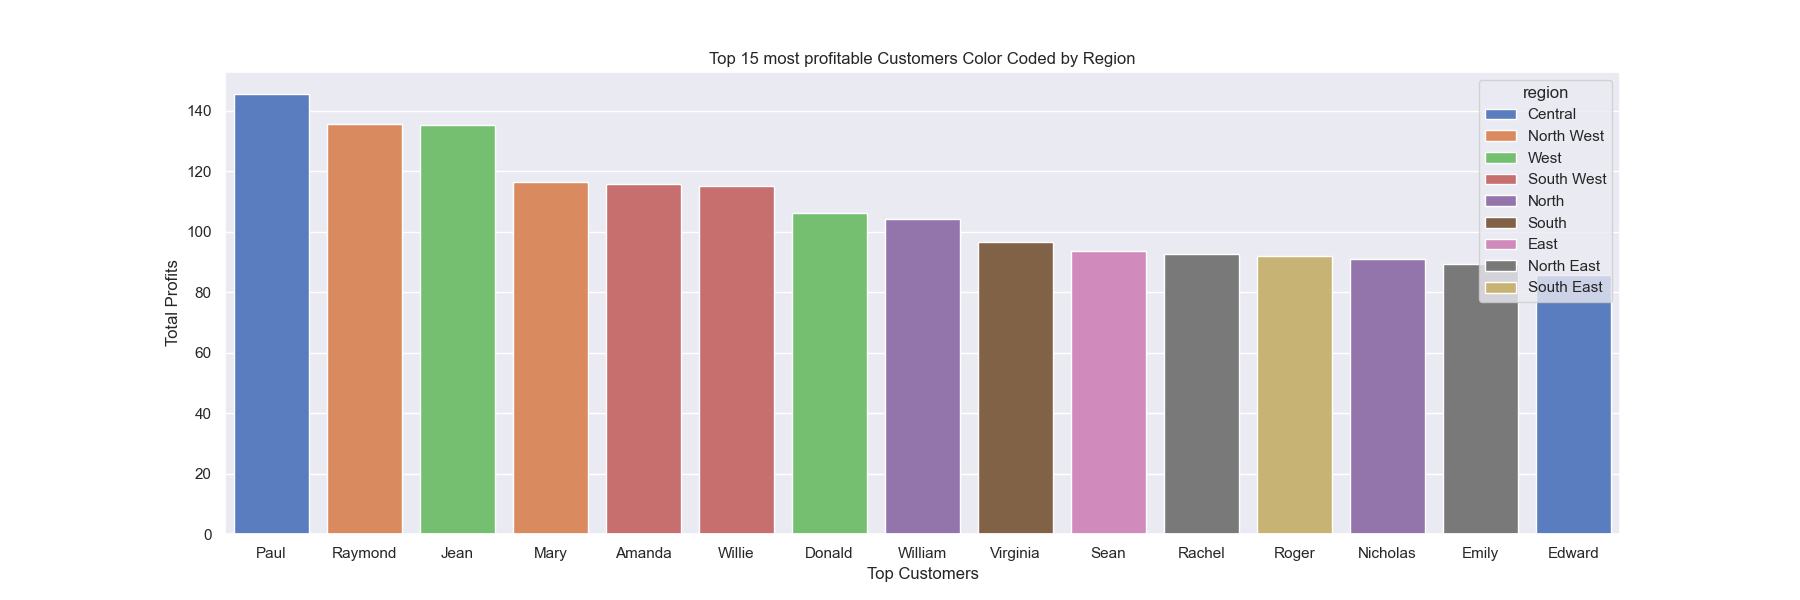 Top 15 most profitable Customers Color Coded by Region
region
Central
North West
West
South West
North
South
East
North East
South East
Total Profits
140
120
100
80
60
40
20
0
Paul Raymond Jean Mary Amanda Willie Donald William Virginia Sean Rachel Roger Nicholas Emily Edward
Top Customers